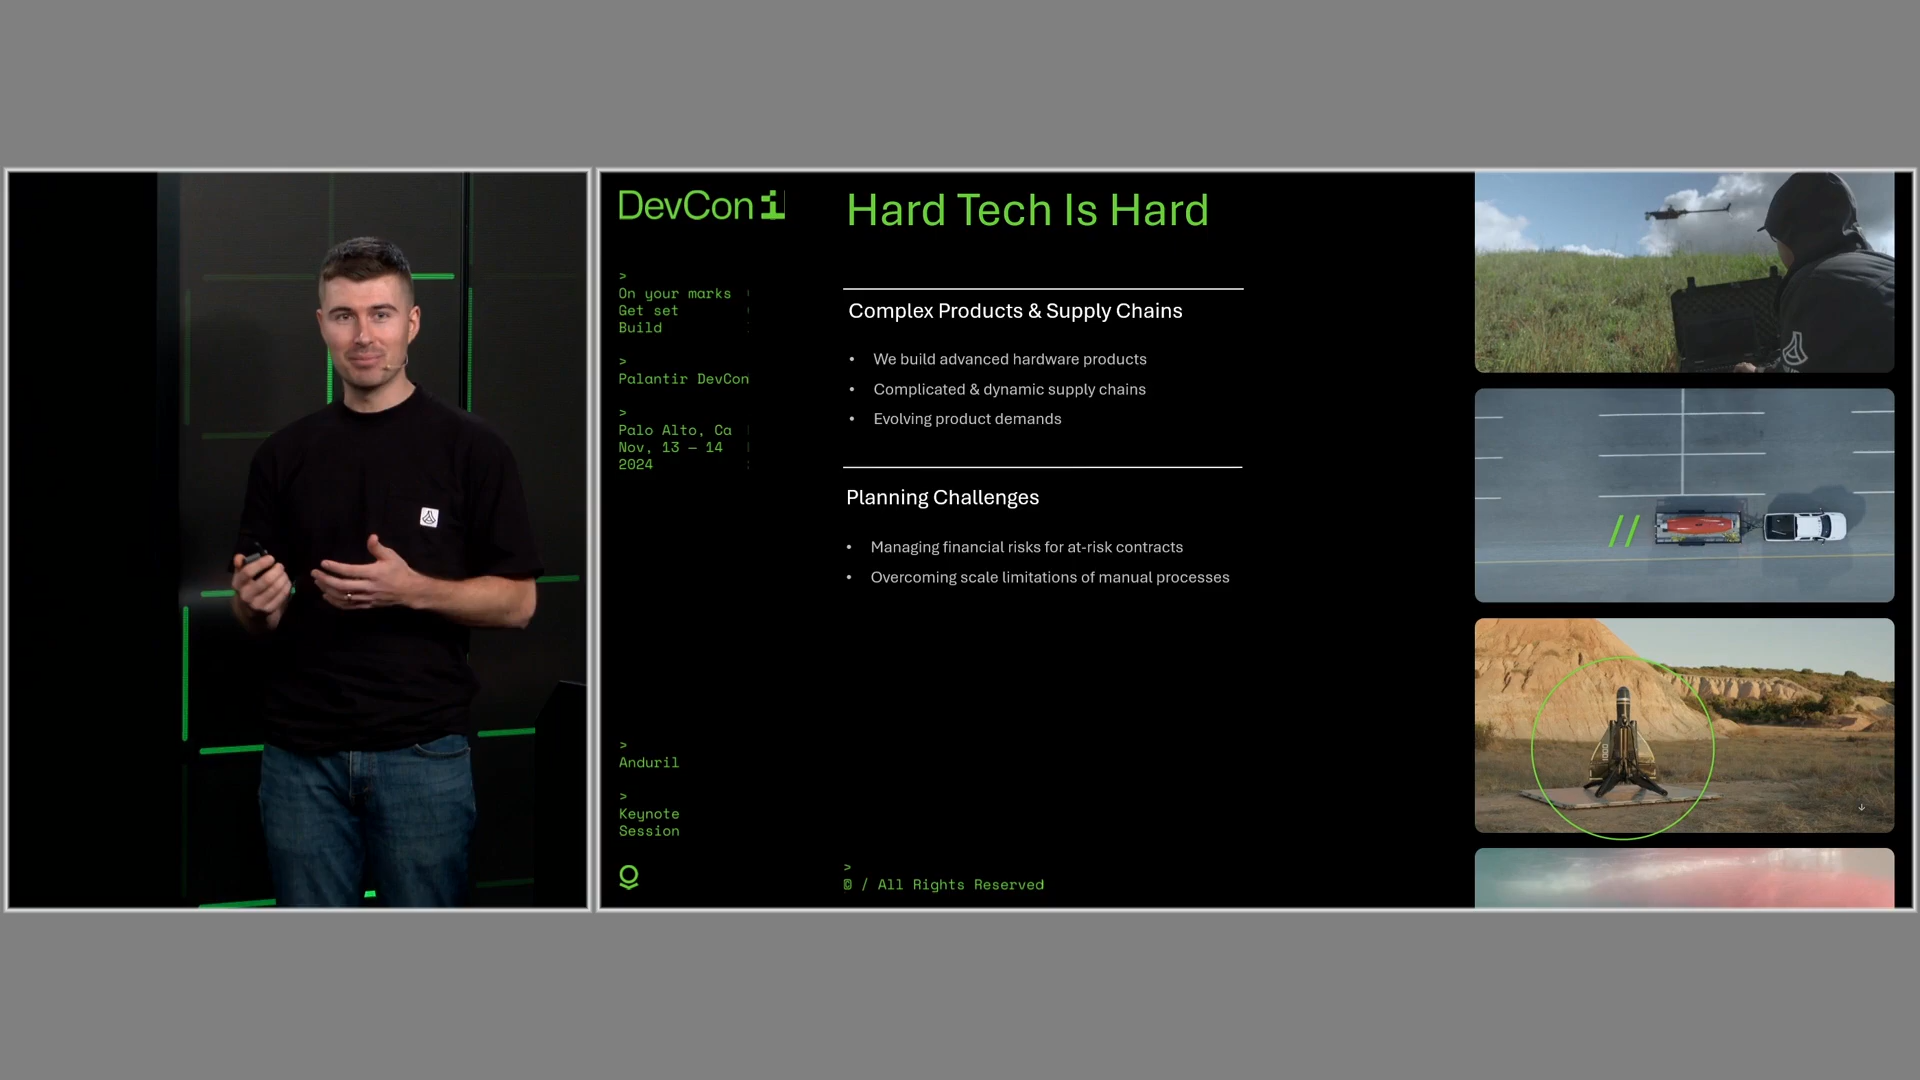 DevCon 1
>
On your marks
Get set
Build
>
Palantir DevCon
>
Palo Alto, Ca
Nov, 13 – 14
2024
>
Anduril
>
Keynote
Session
Hard Tech Is Hard
Complex Products & Supply Chains
• We build advanced hardware products
• Complicated & dynamic supply chains
• Evolving product demands
Planning Challenges
• Managing financial risks for at-risk contracts
• Overcoming scale limitations of manual processes
>
© / All Rights Reserved
//